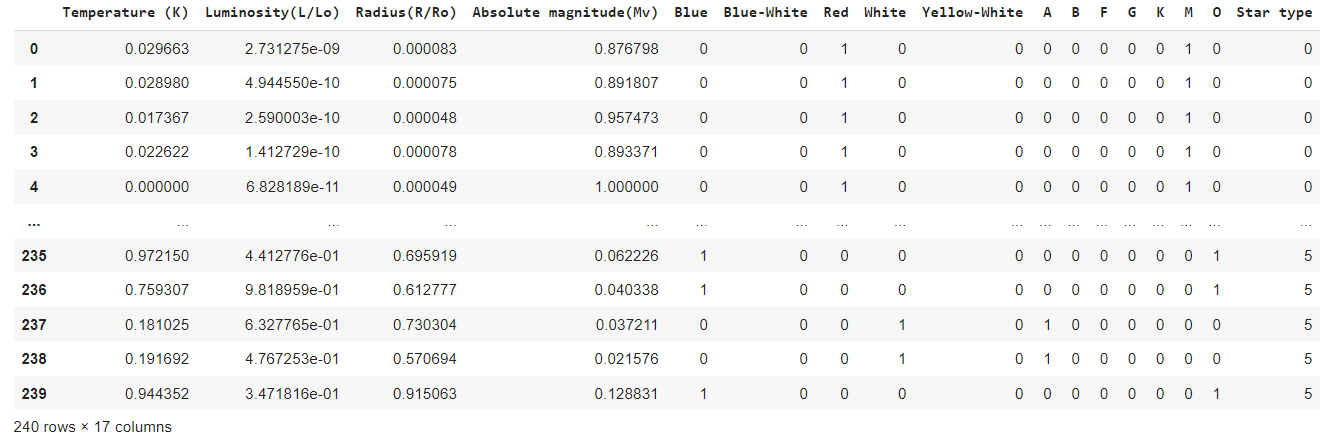 Temperature (K) Luminosity(L/Lo) Radius(R/Ro) Absolute magnitude(Mv) Blue Blue-White Red White Yellow-White A B F G K M O Star type
0 0.029663 2.731275e-09 0.000083 0.876798 0 0 1 0 0 0 0 0 0 0 1 0 0
1 0.028980 4.944550e-10 0.000075 0.891807 0 0 1 0 0 0 0 0 0 0 1 0 0
2 0.017367 2.590003e-10 0.000048 0.957473 0 0 1 0 0 0 0 0 0 0 1 0 0
3 0.022622 1.412729e-10 0.000078 0.893371 0 0 1 0 0 0 0 0 0 0 1 0 0
4 0.000000 6.828189e-11 0.000049 1.000000 0 0 1 0 0 0 0 0 0 0 1 0 0
... ... ... ... ... ... ... ... ... ... ... ... ... ... ... ... ... ...
235 0.972150 4.412776e-01 0.695919 0.062226 1 0 0 0 0 0 0 0 0 0 0 1 5
236 0.759307 9.818959e-01 0.612777 0.040338 1 0 0 0 0 0 0 0 0 0 0 1 5
237 0.181025 6.327765e-01 0.730304 0.037211 0 0 0 1 0 1 0 0 0 0 0 0 5
238 0.191692 4.767253e-01 0.570694 0.021576 0 0 0 1 0 1 0 0 0 0 0 0 5
239 0.944352 3.471816e-01 0.915063 0.128831 1 0 0 0 0 0 0 0 0 0 0 1 5
240 rows × 17 columns